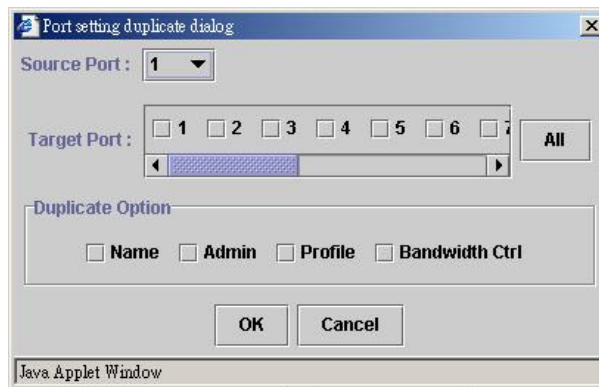 Port setting duplicate dialog
Source Port : 1
Target Port : 1 2 3 4 5 6 7 All
Duplicate Option
Name Admin Profile Bandwidth Ctrl
OK Cancel
Java Applet Window